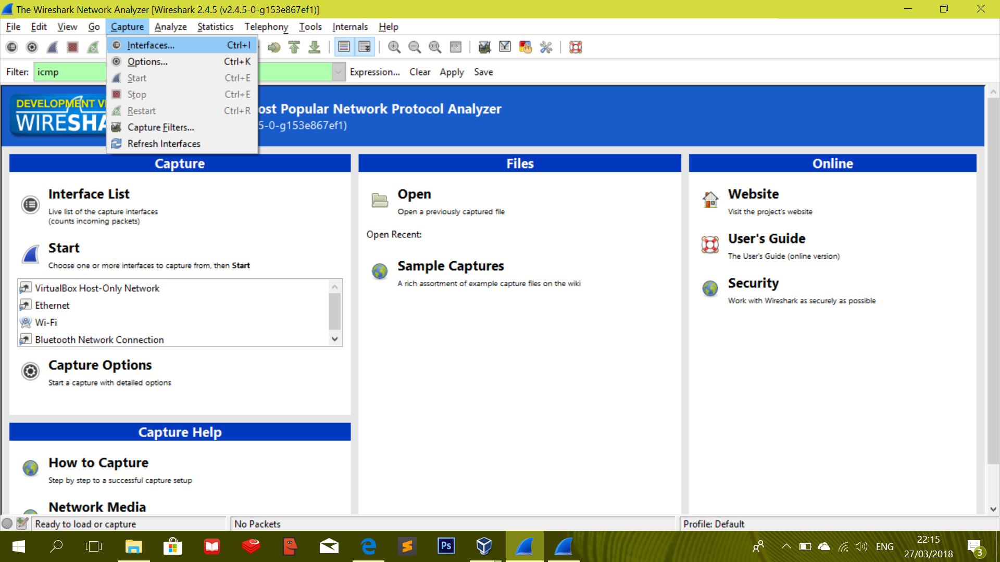 The Wireshark Network Analyzer [Wireshark 2.4.5 (v2.4.5-0-g153e867ef1)]
File Edit View Go Capture Analyze Statistics Telephony Tools Internals Help
Interfaces... Ctrl+I
Options... Ctrl+K
Start Ctrl+E
Stop Ctrl+E
Restart Ctrl+R
Capture Filters...
Refresh Interfaces
Filter: icmp Expression... Clear Apply Save
DEVELOPMENT
WIRESHA
ost Popular Network Protocol Analyzer
5-0-g153e867ef1)
Capture
Interface List
Live list of the capture interfaces
(counts incoming packets)
Start
Choose one or more interfaces to capture from, then Start
VirtualBox Host-Only Network
Ethernet
Wi-Fi
Bluetooth Network Connection
Capture Options
Start a capture with detailed options
Capture Help
How to Capture
Step by step to a successful capture setup
Network Media
Files
Open
Open a previously captured file
Open Recent:
Sample Captures
A rich assortment of example capture files on the wiki
Online
Website
Visit the project's website
User's Guide
The User's Guide (online version)
Security
Work with Wireshark as securely as possible
Ready to load or capture No Packets Profile: Default
Ps
ENG
22:15
27/03/2018
3